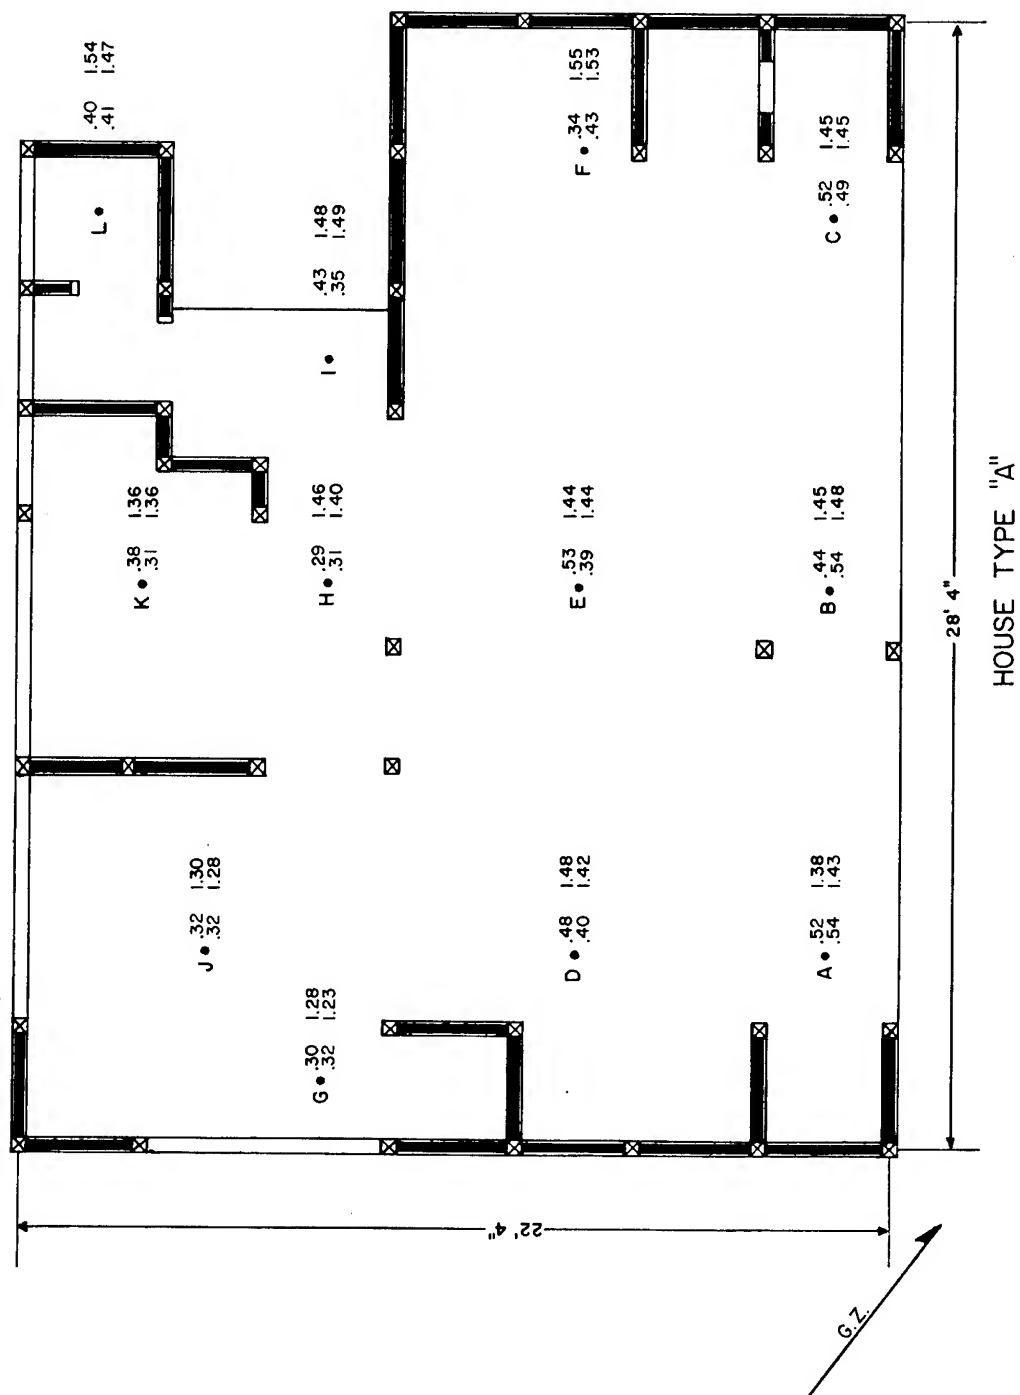 L
.40 1.54
.41 1.47
K .38 1.36
.31 1.36
J .32 1.30
.32 1.28
G .30 1.28
.32 1.23
H .29 1.46
.31 1.40
I
.43 1.48
.35 1.49
D .48 1.48
.40 1.42
E .53 1.44
.39 1.44
F .34 1.55
.43 1.53
A .52 1.38
.54 1.43
B .44 1.45
.54 1.48
C .52 1.45
.49 1.45
22' 4"
G.Z.
28' 4"
HOUSE TYPE "A"